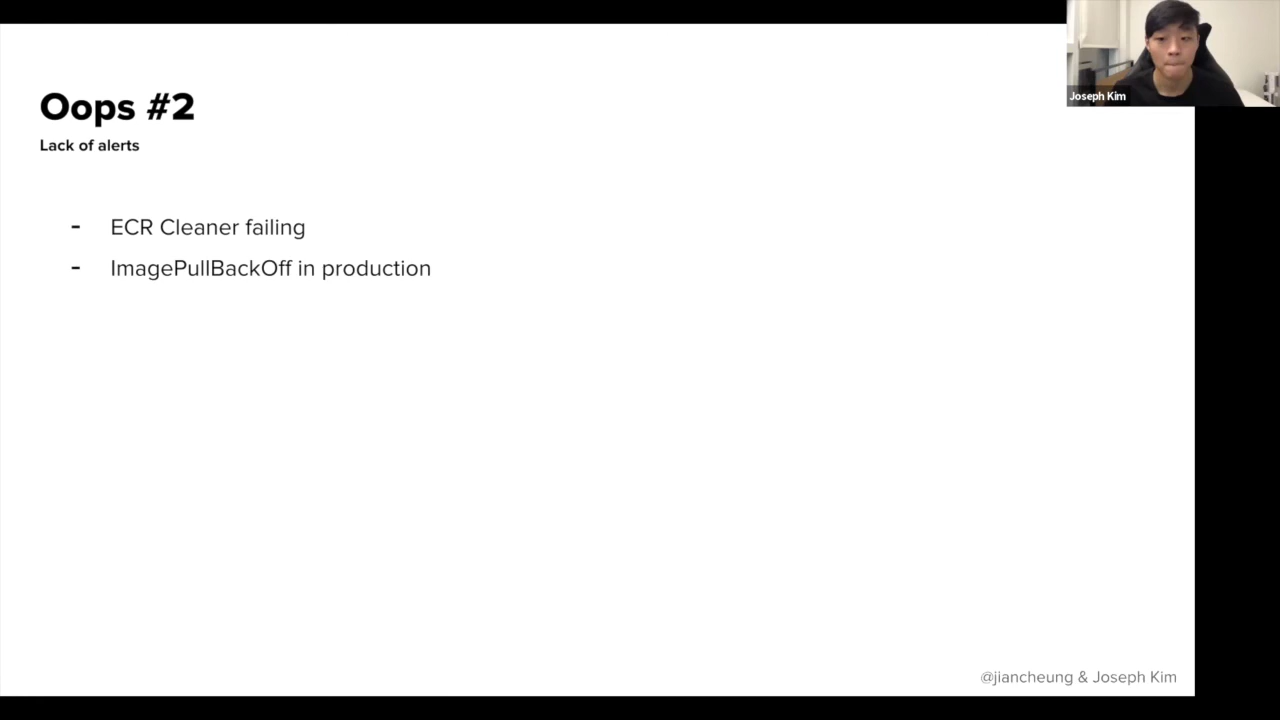 Oops #2
Lack of alerts
- ECR Cleaner failing
- ImagePullBackOff in production
@jiancheung & Joseph Kim
Joseph Kim